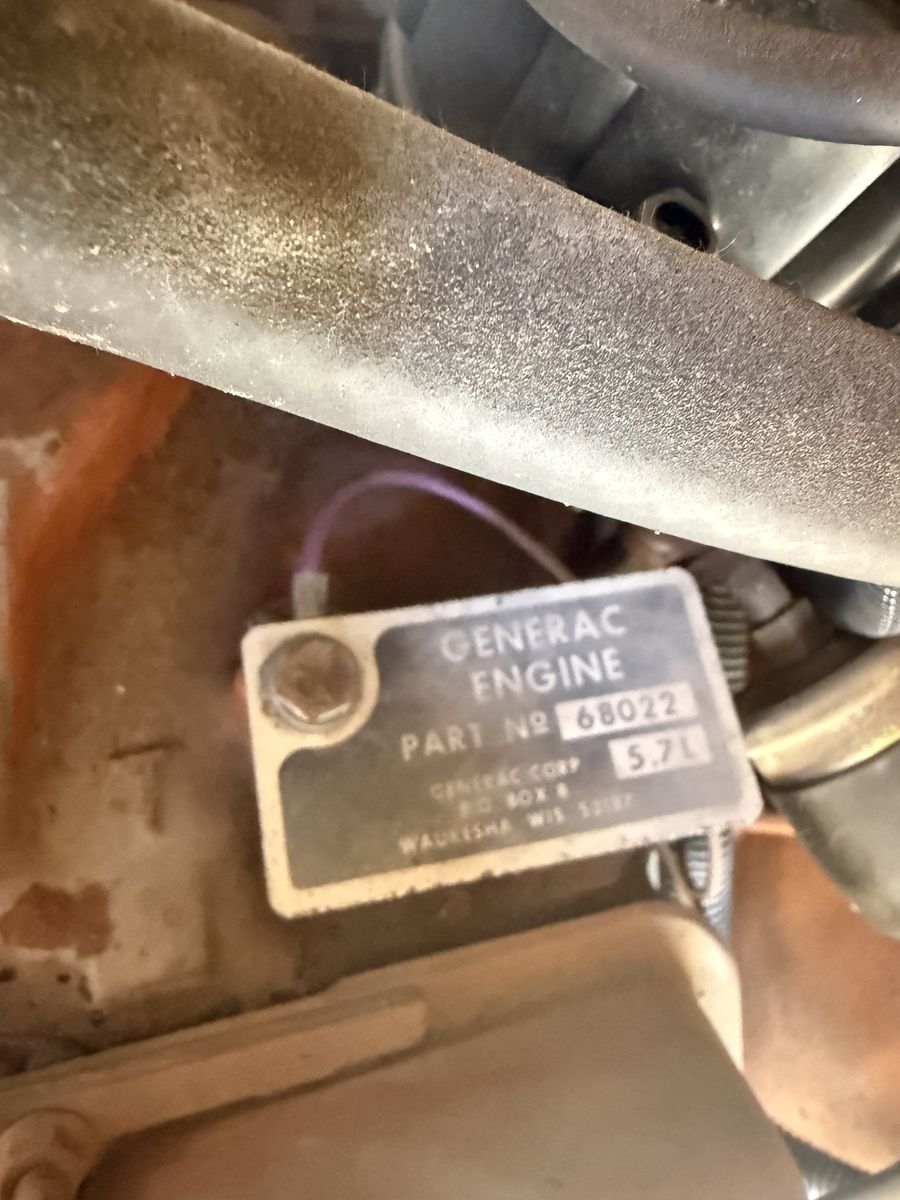 GENERAC
ENGINE
PART Nº 68022
5.7L
GENERAC CORP
P.O. BOX 8
WAUKESHA WIS 53187